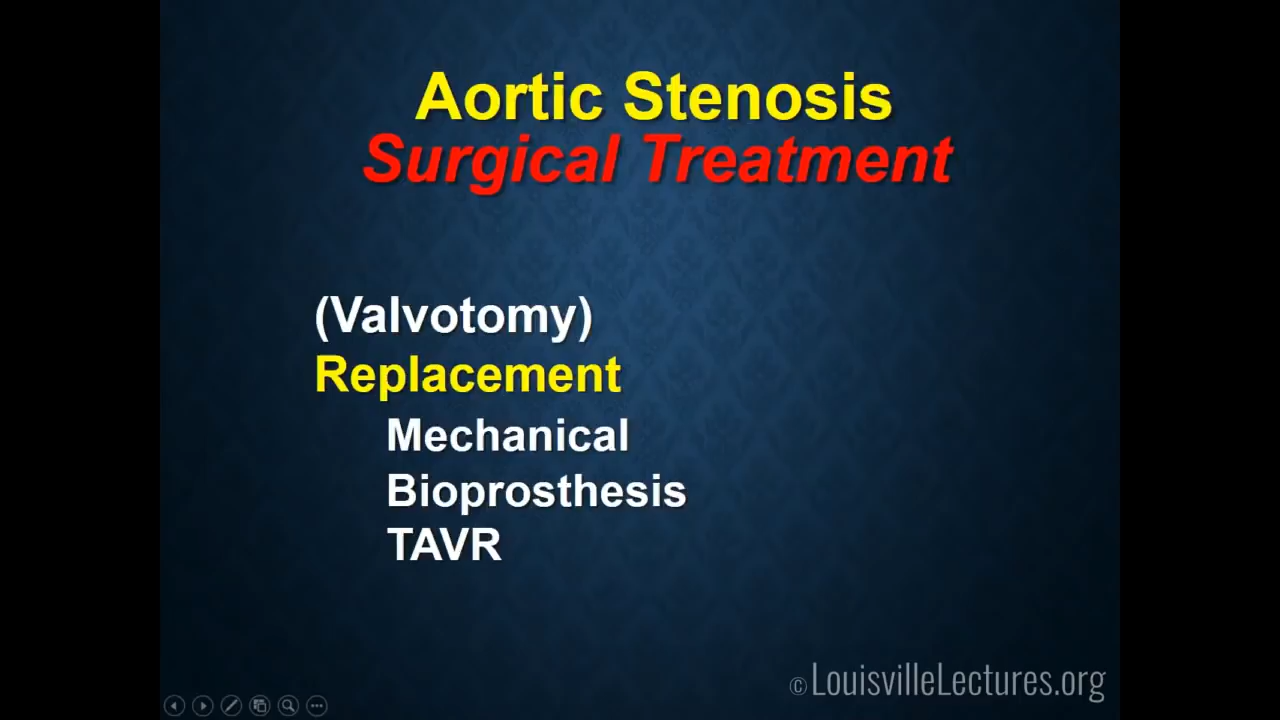 Aortic Stenosis
Surgical Treatment
(Valvotomy)
Replacement
Mechanical
Bioprosthesis
TAVR
© LouisvilleLectures.org